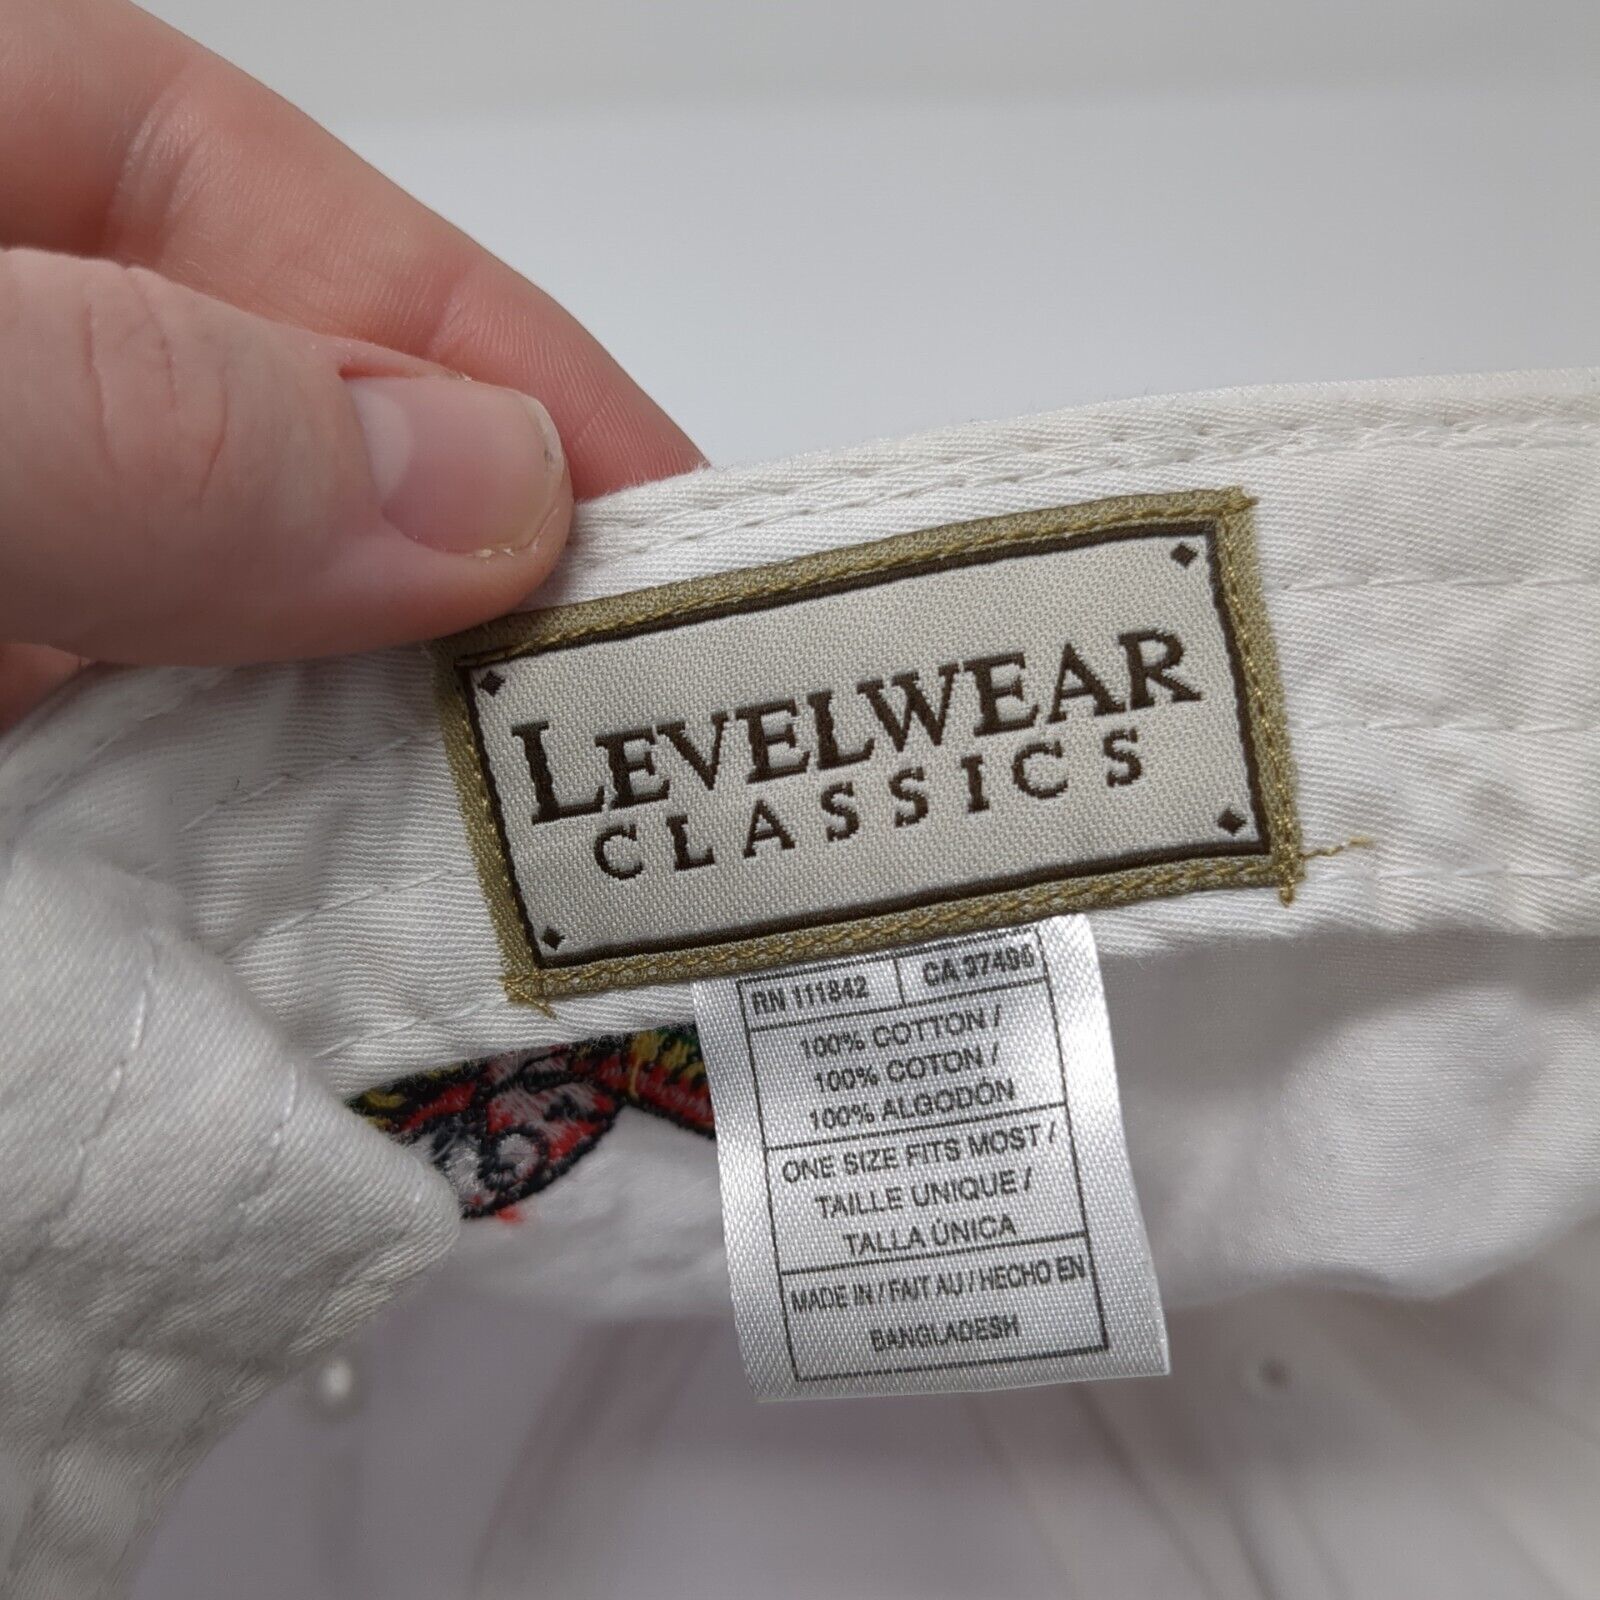 LEVELWEAR
CLASSICS
RN 111842 CA 37496
100% COTTON /
100% COTON /
100% ALGODÓN
ONE SIZE FITS MOST /
TAILLE UNIQUE /
TALLA ÚNICA
MADE IN / FAIT AU / HECHO EN
BANGLADESH